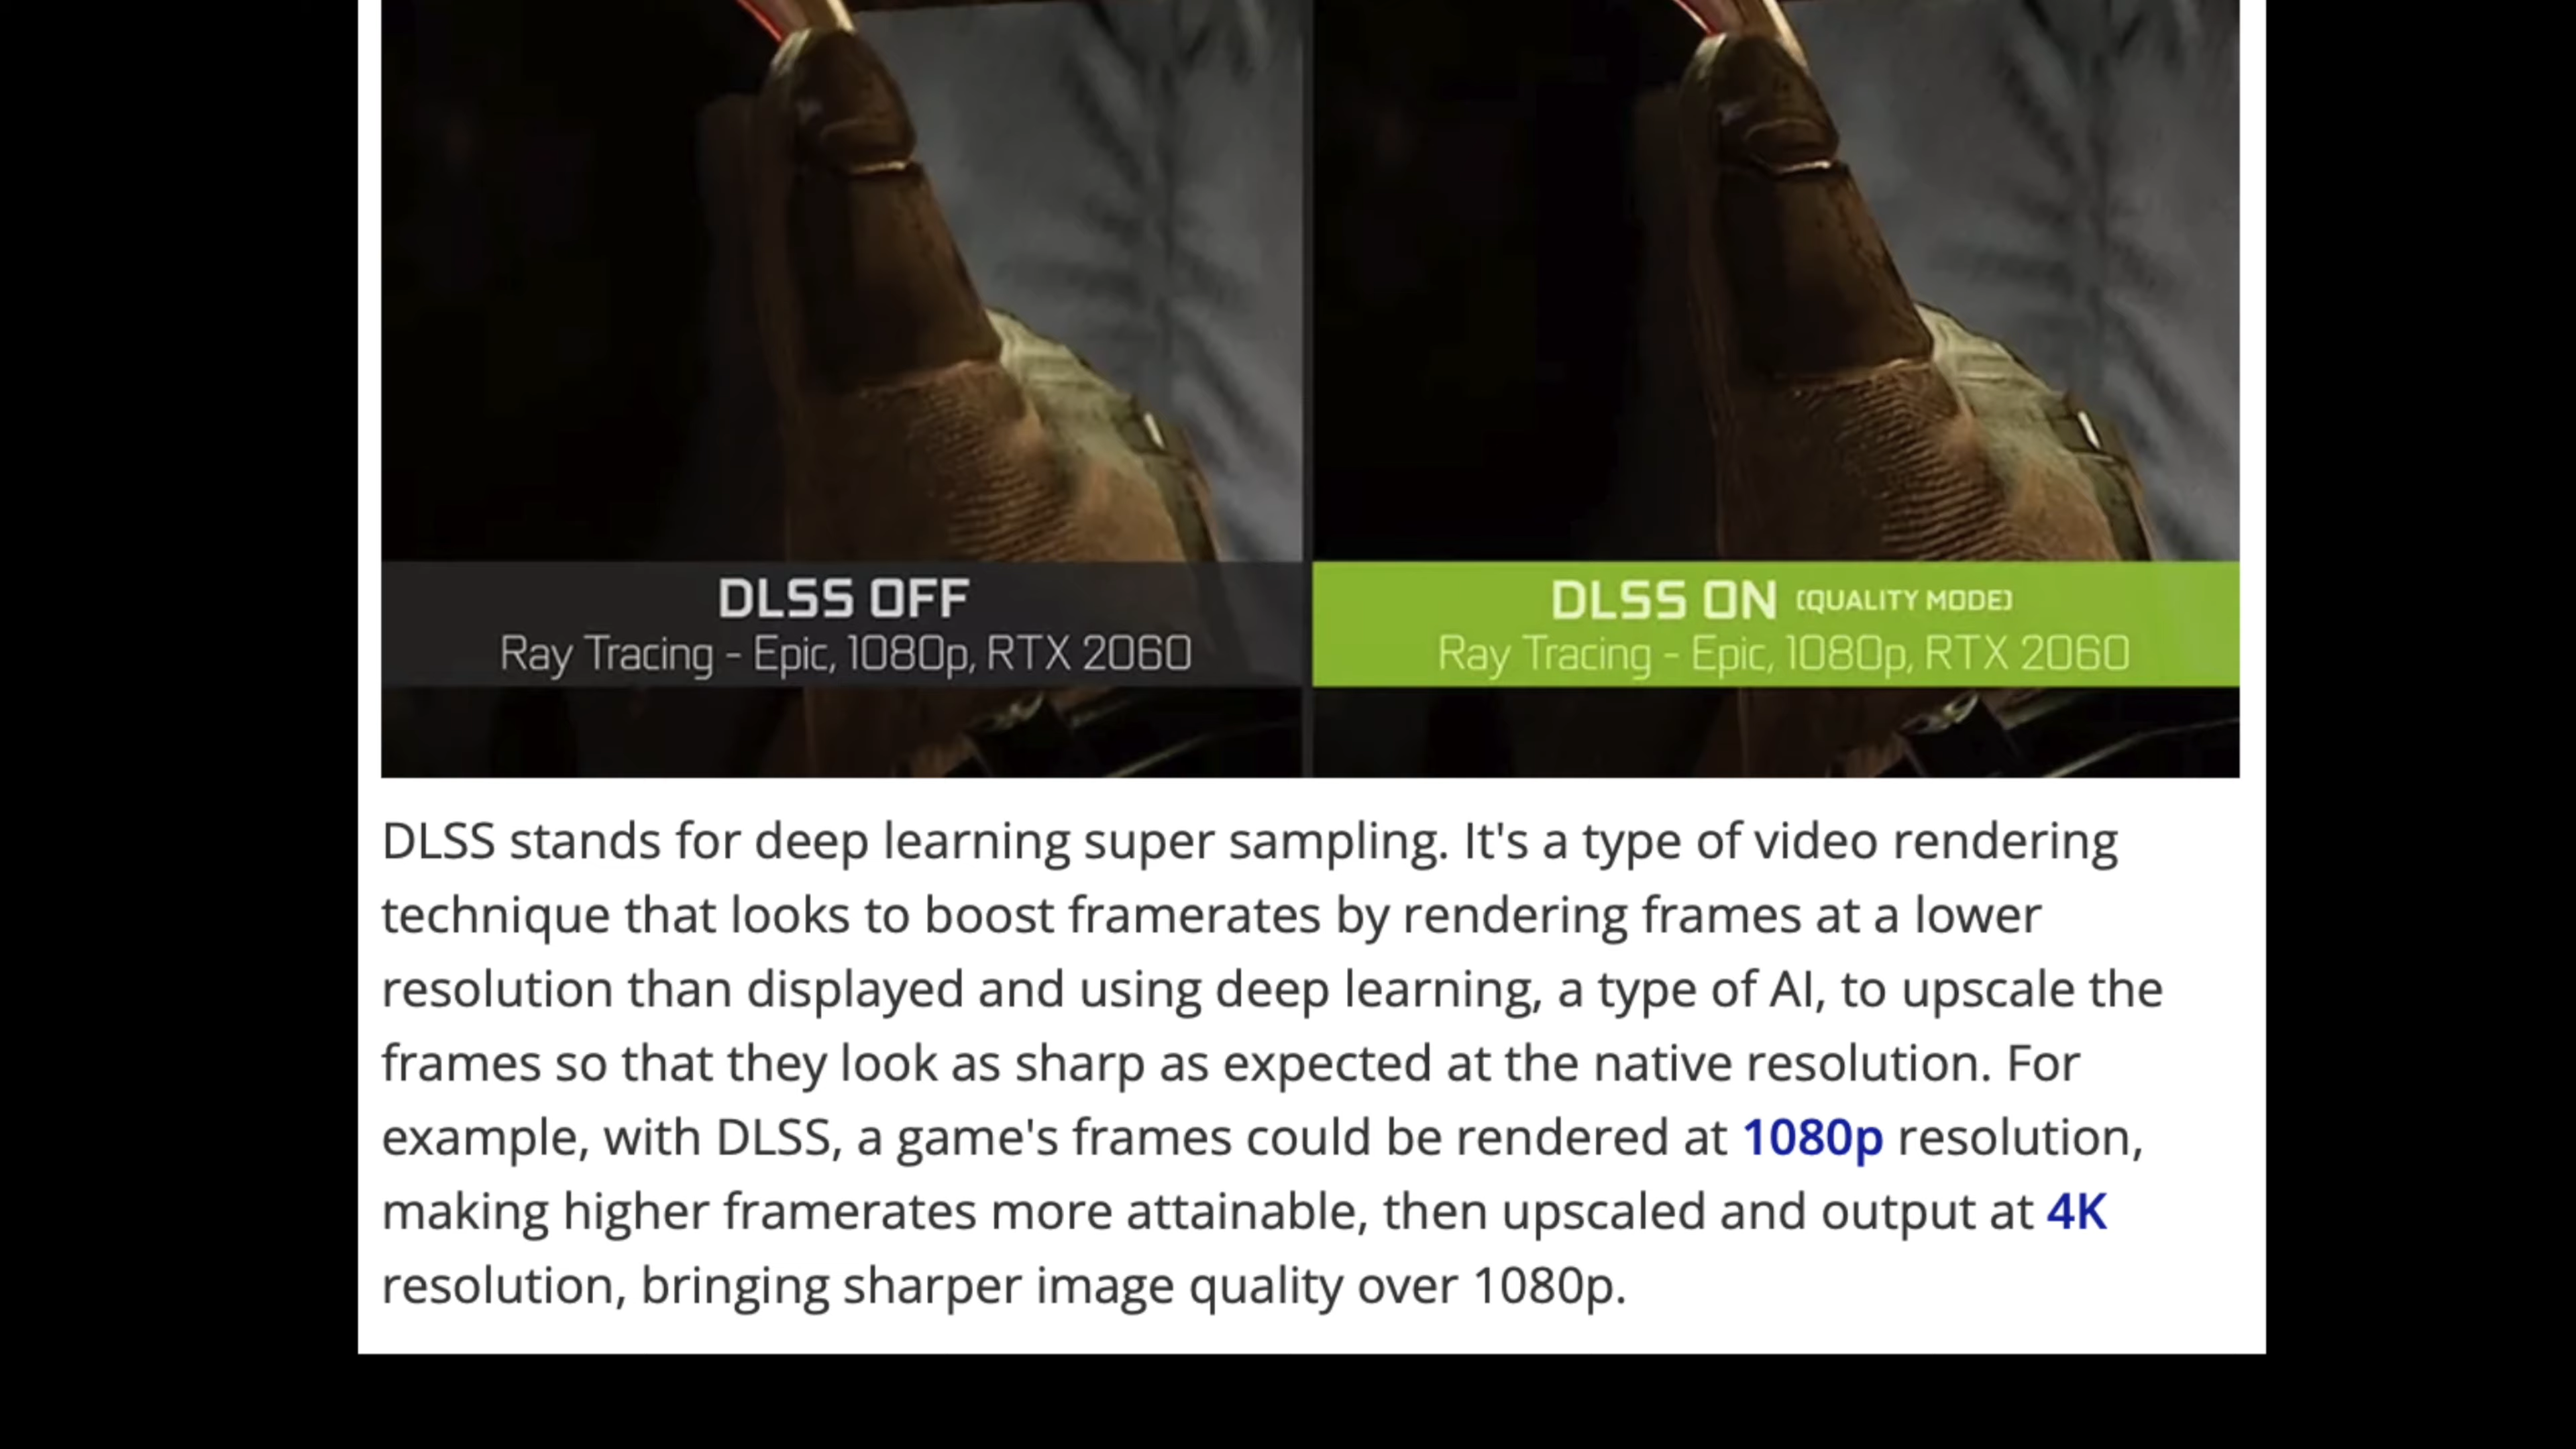 DLSS OFF
Ray Tracing - Epic, 1080p, RTX 2060
DLSS ON [QUALITY MODE]
Ray Tracing - Epic, 1080p, RTX 2060
DLSS stands for deep learning super sampling. It's a type of video rendering
technique that looks to boost framerates by rendering frames at a lower
resolution than displayed and using deep learning, a type of AI, to upscale the
frames so that they look as sharp as expected at the native resolution. For
example, with DLSS, a game's frames could be rendered at 1080p resolution,
making higher framerates more attainable, then upscaled and output at 4K
resolution, bringing sharper image quality over 1080p.